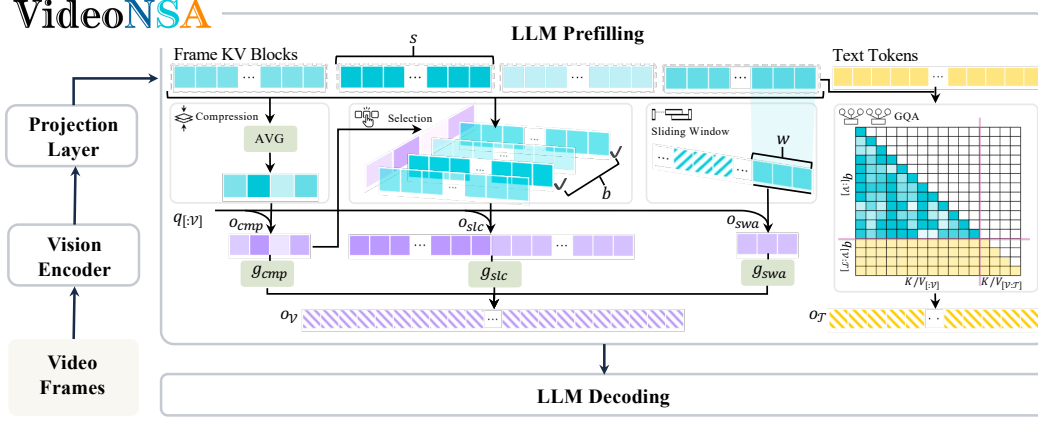 VideoNSA
LLM Prefilling
Frame KV Blocks
s
Text Tokens
Compression
AVG
Selection
b
Sliding Window
w
GQA
q[:V]
q[V:T]
K/V[:V]
K/V[V:T]
q[:V]
o_cmp
o_slc
o_swa
g_cmp
g_slc
g_swa
o_V
o_T
Projection
Layer
Vision
Encoder
Video
Frames
LLM Decoding